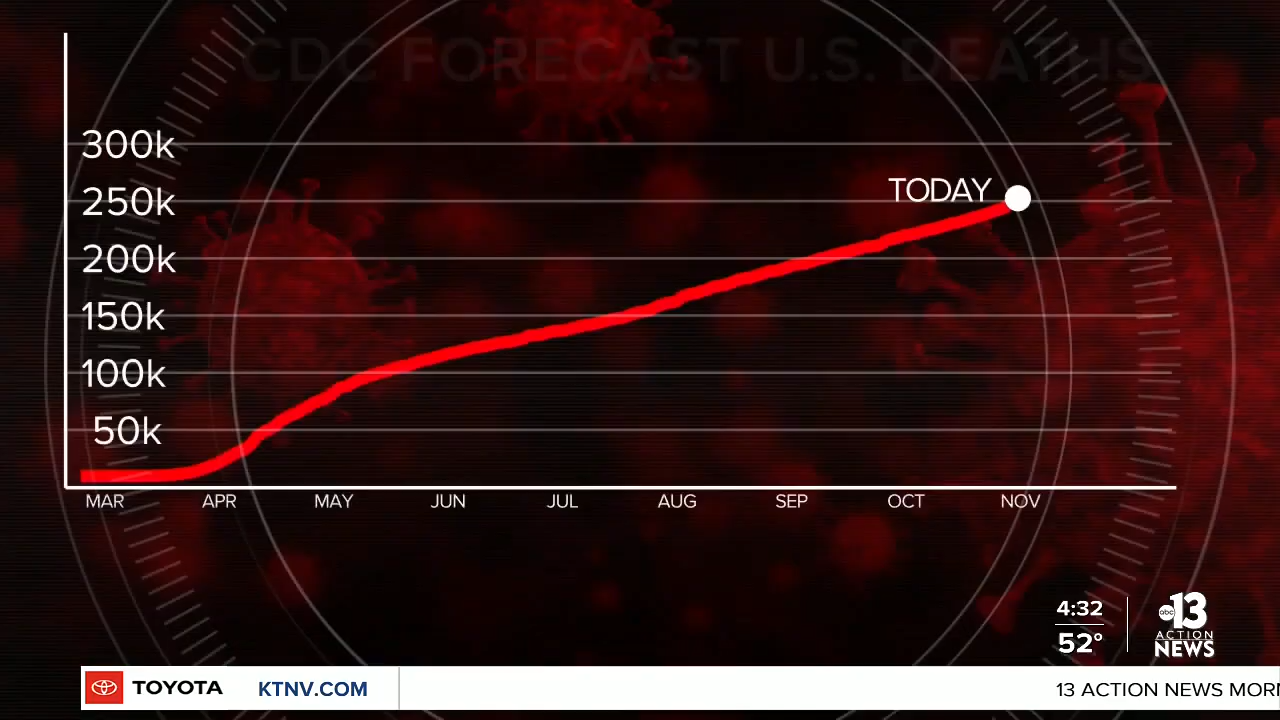 CDC FORECAST U.S. DEATHS
300k
250k
200k
150k
100k
50k
TODAY
MAR APR MAY JUN JUL AUG SEP OCT NOV
4:32
52°
abc 13
ACTION
NEWS
TOYOTA KTNV.COM 13 ACTION NEWS MOR